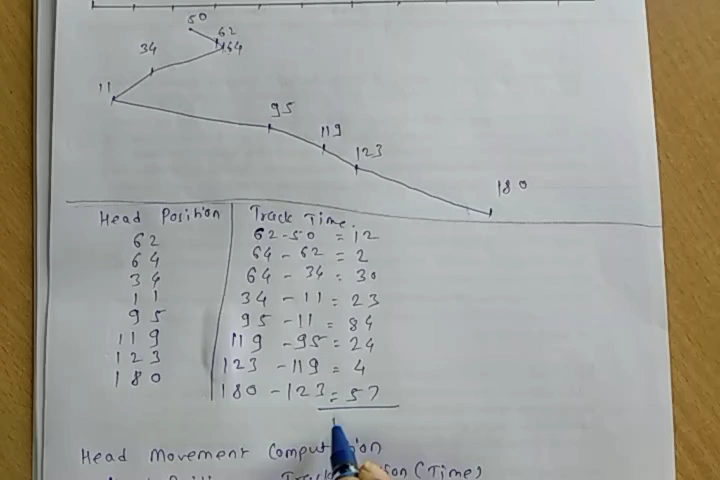 50
62
164
34
11
95
119
123
180
Head Position Track Time.
62 62-50 = 12
64 64 - 62 = 2
34 64 - 34 = 30
11 34 - 11 = 23
95 95 - 11 = 84
119 119 - 95 = 24
123 123 - 119 = 4
180 180 - 123 = 57
Head Movement
(Time)